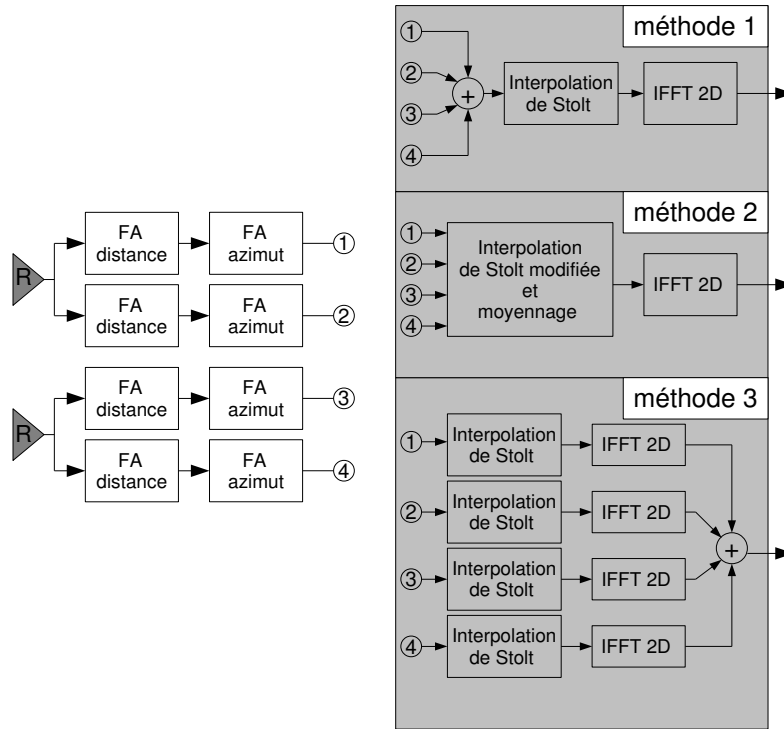 R
FA
distance
FA
azimut
1
FA
distance
FA
azimut
2
R
FA
distance
FA
azimut
3
FA
distance
FA
azimut
4
méthode 1
1
2
3
4
+
Interpolation
de Stolt
IFFT 2D
méthode 2
1
2
3
4
Interpolation
de Stolt modifiée
et
moyennage
IFFT 2D
méthode 3
1
Interpolation
de Stolt
IFFT 2D
2
Interpolation
de Stolt
IFFT 2D
3
Interpolation
de Stolt
IFFT 2D
4
Interpolation
de Stolt
IFFT 2D
+